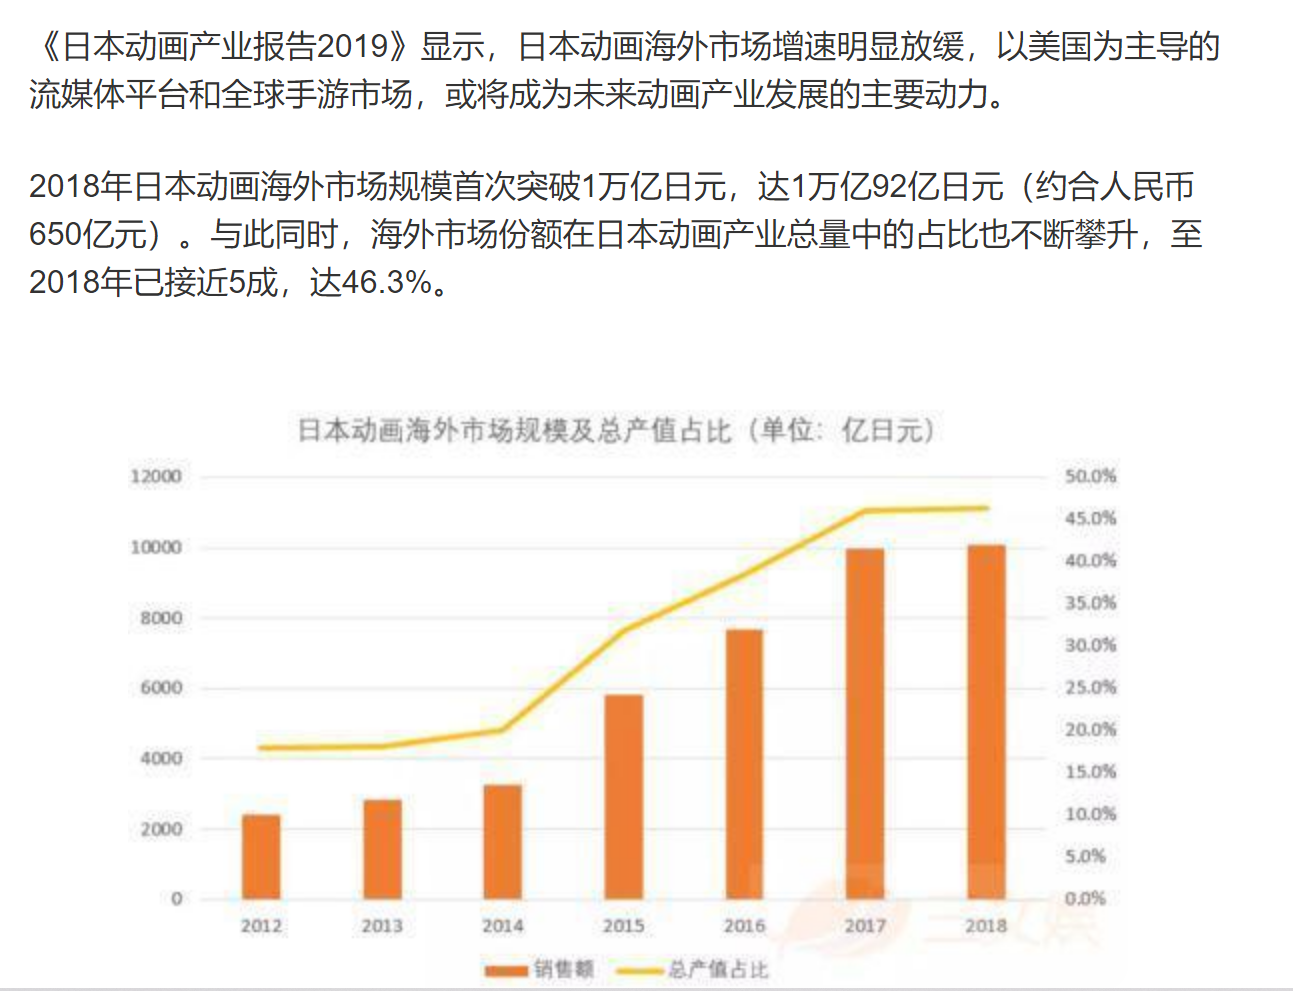 《日本动画产业报告2019》显示，日本动画海外市场增速明显放缓，以美国为主导的
流媒体平台和全球手游市场，或将成为未来动画产业发展的主要动力。
2018年日本动画海外市场规模首次突破1万亿日元，达1万亿92亿日元（约合人民币
650亿元）。与此同时，海外市场份额在日本动画产业总量中的占比也不断攀升，至
2018年已接近5成，达46.3%。
日本动画海外市场规模及总产值占比（单位：亿日元）
12000
10000
8000
6000
4000
2000
0
50.0%
45.0%
40.0%
35.0%
30.0%
25.0%
20.0%
15.0%
10.0%
5.0%
0.0%
2012 2013 2014 2015 2016 2017 2018
三文娱
销售额 总产值占比